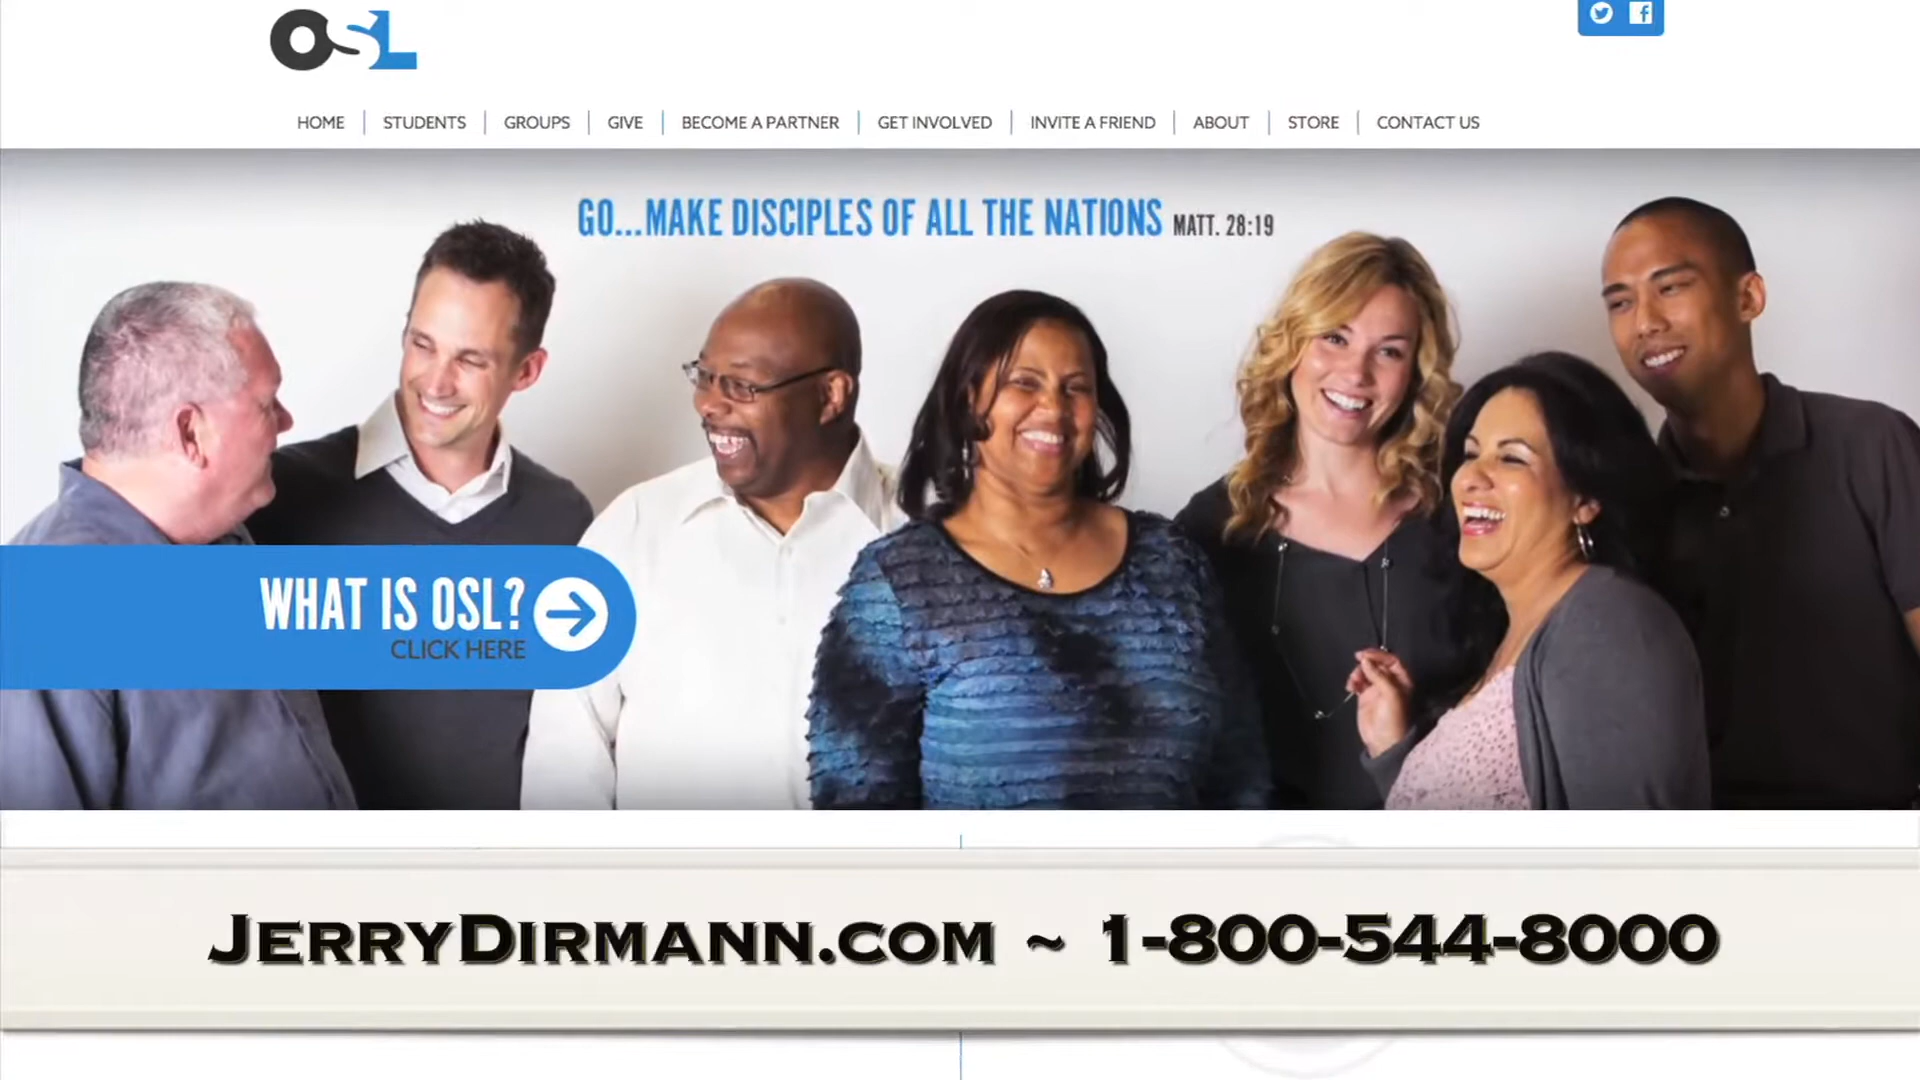 OSL
HOME STUDENTS GROUPS GIVE BECOME A PARTNER GET INVOLVED INVITE A FRIEND ABOUT STORE CONTACT US
GO...MAKE DISCIPLES OF ALL THE NATIONS MATT. 28:19
WHAT IS OSL?
CLICK HERE
JERRYDIRMANN.COM ~ 1-800-544-8000